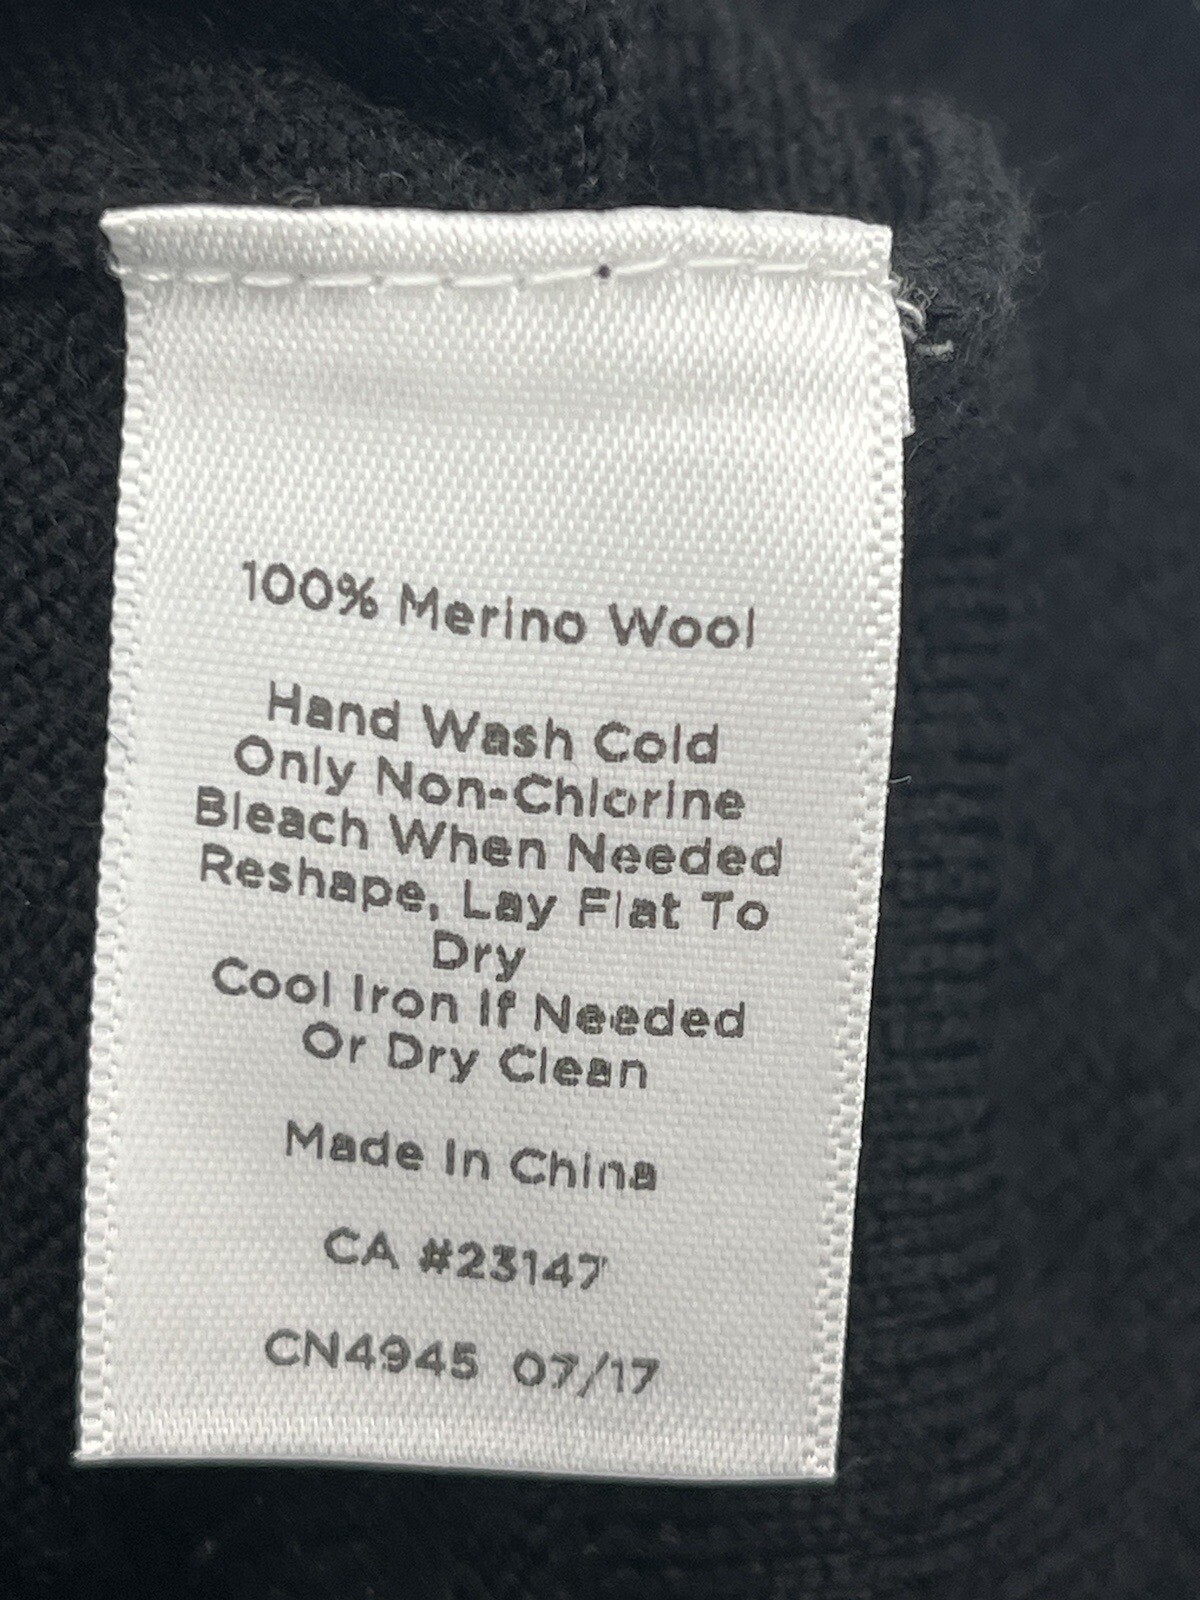 100% Merino Wool
Hand Wash Cold
Only Non-Chlorine
Bleach When Needed
Reshape, Lay Flat To
Dry
Cool Iron If Needed
Or Dry Clean
Made In China
CA #23147
CN4945 07/17